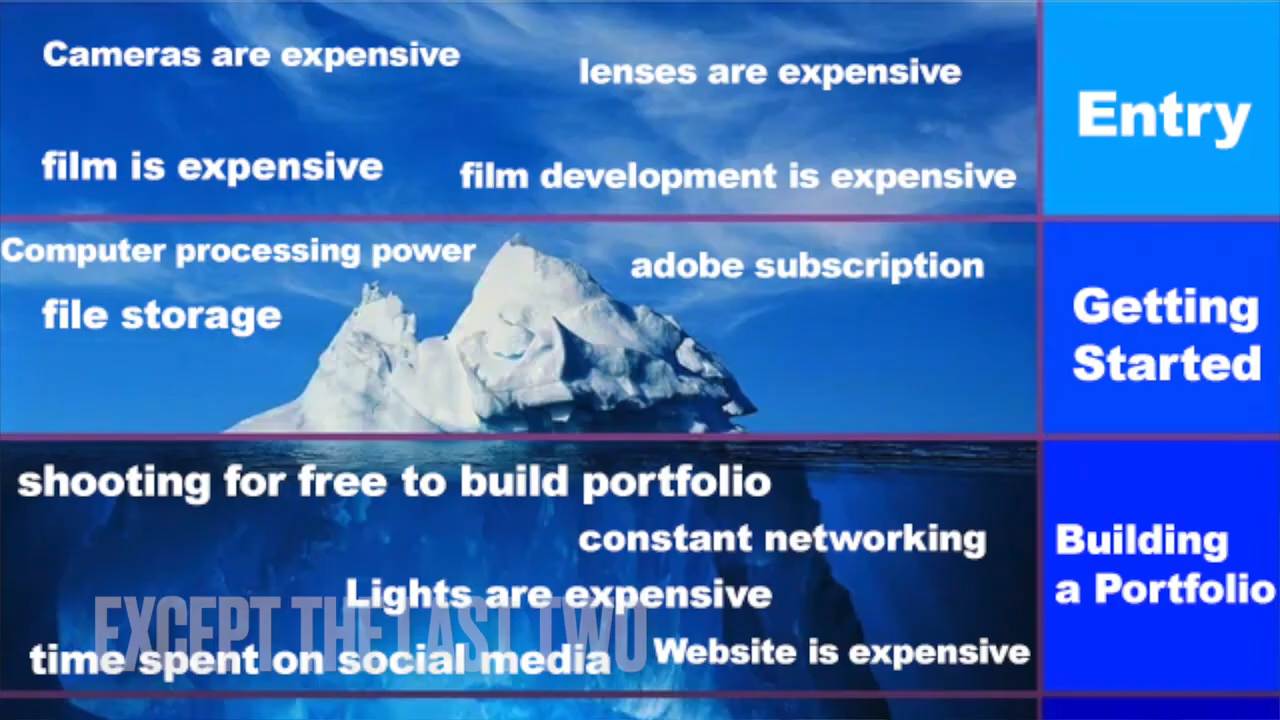 Cameras are expensive
lenses are expensive
Entry
film is expensive
film development is expensive
Computer processing power
adobe subscription
file storage
Getting
Started
shooting for free to build portfolio
constant networking
Building
a Portfolio
Lights are expensive
EXCEPT THE LAST TWO
time spent on social media
Website is expensive